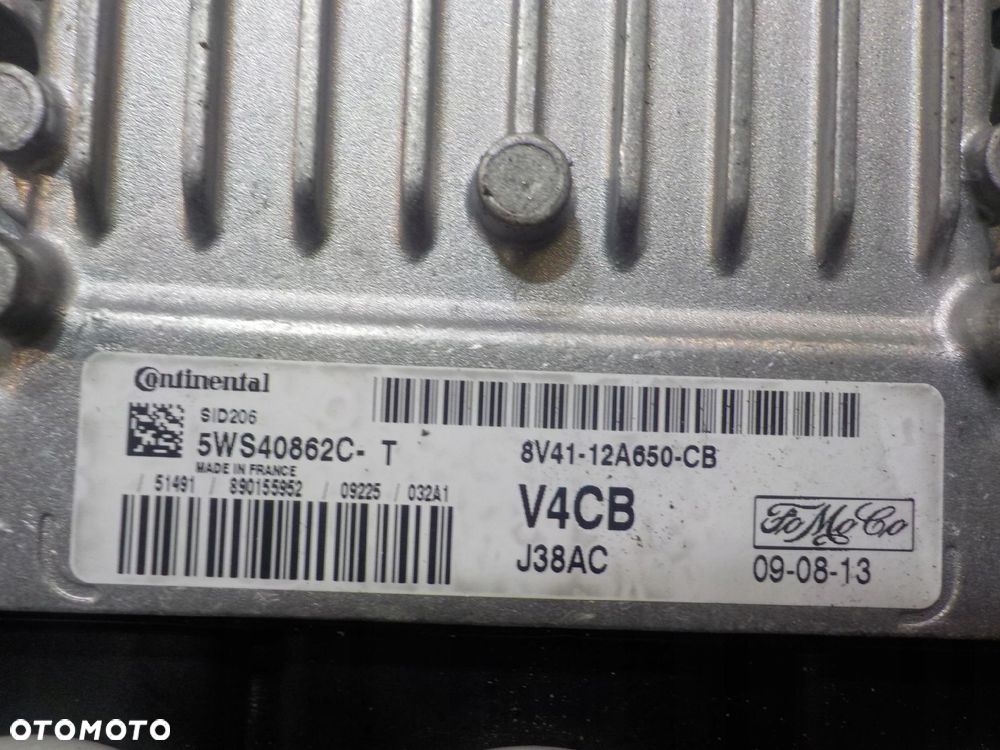 Continental
SID206
5WS40862C- T
MADE IN FRANCE
/ 51491 / 890155952 / 09225 / 032A1
8V41-12A650-CB
V4CB
J38AC
FoMoCo
09-08-13
OTOMOTO